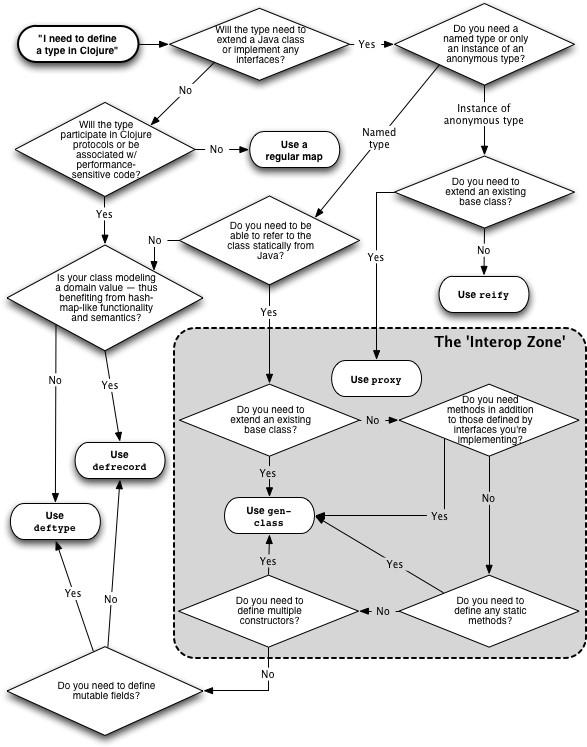 "I need to define
a type in Clojure"
Will the type need to
extend a Java class
or implement any
interfaces?
Yes
Do you need a
named type or only
an instance of an
anonymous type?
No
Instance of
anonymous type
Will the type
participate in Clojure
protocols or be
associated w/
performance-
sensitive code?
No
Use a
regular map
Named
type
Do you need to
extend an existing
base class?
Yes
Do you need to be
able to refer to the
class statically from
Java?
No
Yes
No
Is your class modeling
a domain value — thus
benefiting from hash-
map-like functionality
and semantics?
Yes
Use reify
The 'Interop Zone'
Use proxy
No
Yes
Do you need to
extend an existing
base class?
No
Do you need
methods in addition
to those defined by
interfaces you're
implementing?
Use
defrecord
Yes
No
Yes
Use gen-
class
Use
deftype
Yes
Yes
Yes
No
Do you need to
define multiple
constructors?
No
Do you need to
define any static
methods?
No
Do you need to define
mutable fields?